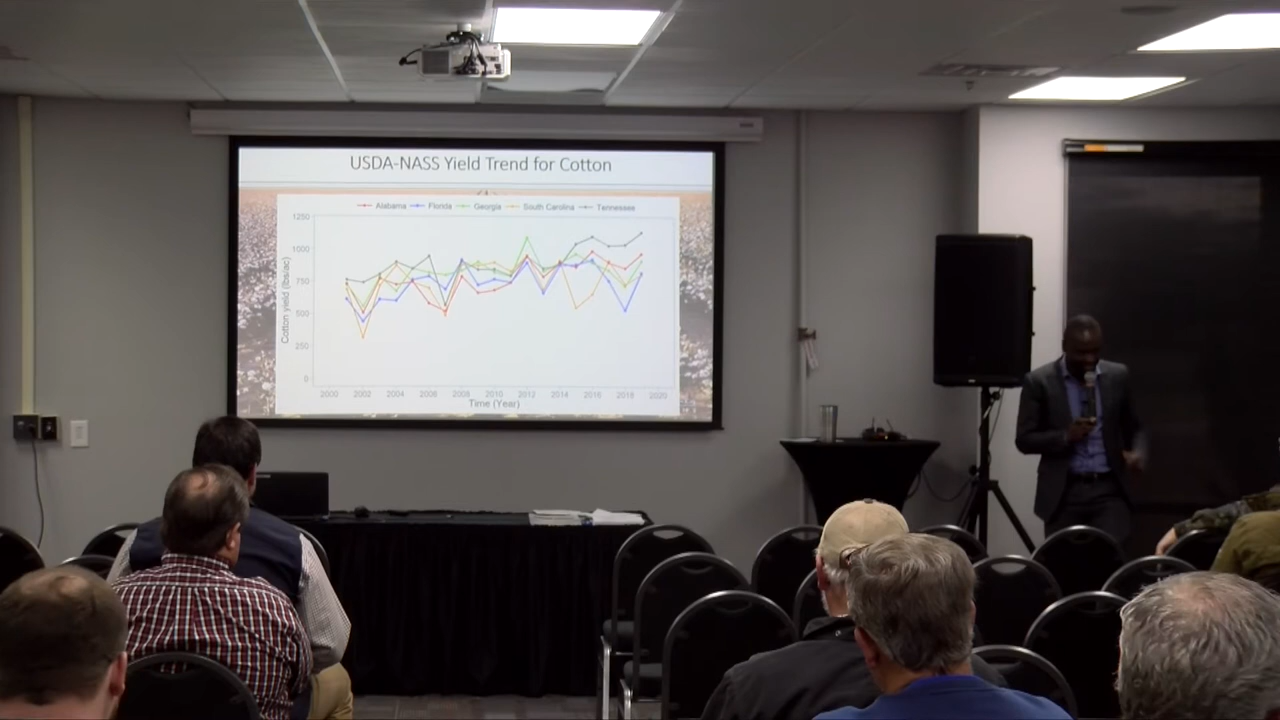 USDA-NASS Yield Trend for Cotton
Alabama Florida Georgia South Carolina Tennessee
1250
1000
750
500
250
0
Cotton yield (lbs/ac)
2000 2002 2004 2006 2008 2010 2012 2014 2016 2018 2020
Time (Year)